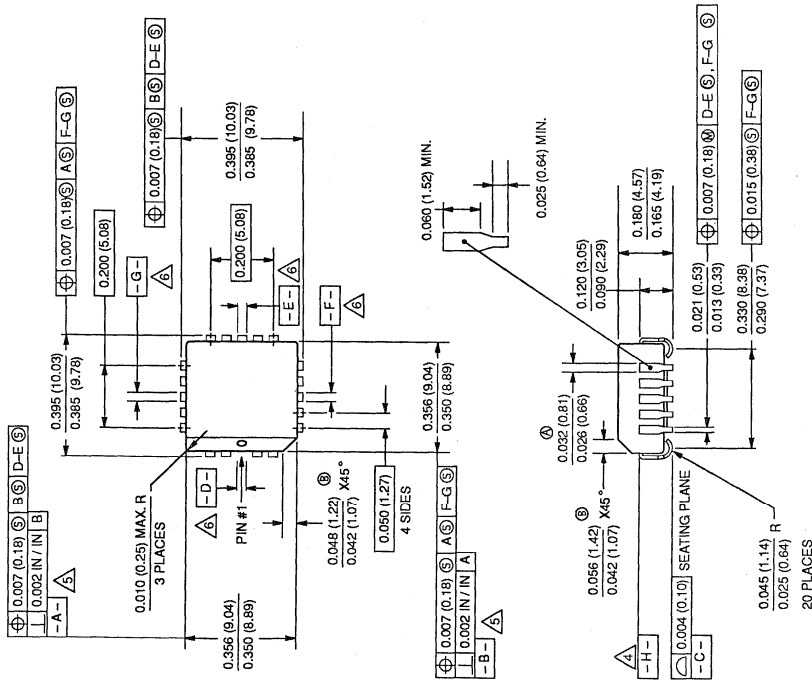 ⌖ 0.007 (0.18) Ⓢ B Ⓢ D–E Ⓢ
⊥ 0.002 IN / IN B
- A -
5
0.395 (10.03)
0.385 (9.78)
⌖ 0.007 (0.18) Ⓢ A Ⓢ F–G Ⓢ
0.200 (5.08)
- G -
6
⌖ 0.007 (0.18) Ⓢ B Ⓢ D–E Ⓢ
0.395 (10.03)
0.385 (9.78)
0.010 (0.25) MAX. R
3 PLACES
0.200 (5.08)
6
- E -
- F -
6
- D -
6
PIN #1
0.356 (9.04)
0.350 (8.89)
0.048 (1.22) Ⓑ
0.042 (1.07) X45°
0.050 (1.27)
4 SIDES
0.356 (9.04)
0.350 (8.89)
⌖ 0.007 (0.18) Ⓢ A Ⓢ F–G Ⓢ
⊥ 0.002 IN / IN A
- B -
5
0.060 (1.52) MIN.
0.025 (0.64) MIN.
Ⓐ
0.032 (0.81)
0.026 (0.66)
0.120 (3.05)
0.090 (2.29)
0.180 (4.57)
0.165 (4.19)
0.056 (1.42) Ⓑ
0.042 (1.07) X45°
4
- H -
⌓ 0.004 (0.10) SEATING PLANE
- C -
0.021 (0.53)
0.013 (0.33)
⌖ 0.007 (0.18) Ⓜ D–E Ⓢ, F–G Ⓢ
0.330 (8.38)
0.290 (7.37)
⌖ 0.015 (0.38) Ⓢ F–G Ⓢ
0.045 (1.14)
0.025 (0.64) R
20 PLACES